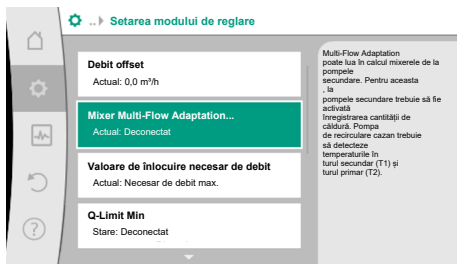 ..▸ Setarea modului de reglare
Debit offset
Actual: 0,0 m³/h
Mixer Multi-Flow Adaptation...
Actual: Deconectat
Valoare de înlocuire necesar de debit
Actual: Necesar de debit max.
Q-Limit Min
Stare: Deconectat
Multi-Flow Adaptation
poate lua în calcul mixerele de la
pompele
secundare. Pentru aceasta
, la
pompele secundare trebuie să fie
activată
înregistrarea cantității de
căldură. Pompa
de recirculare cazan trebuie
să detecteze
temperaturile în
turul secundar (T1) și
turul primar (T2).
?